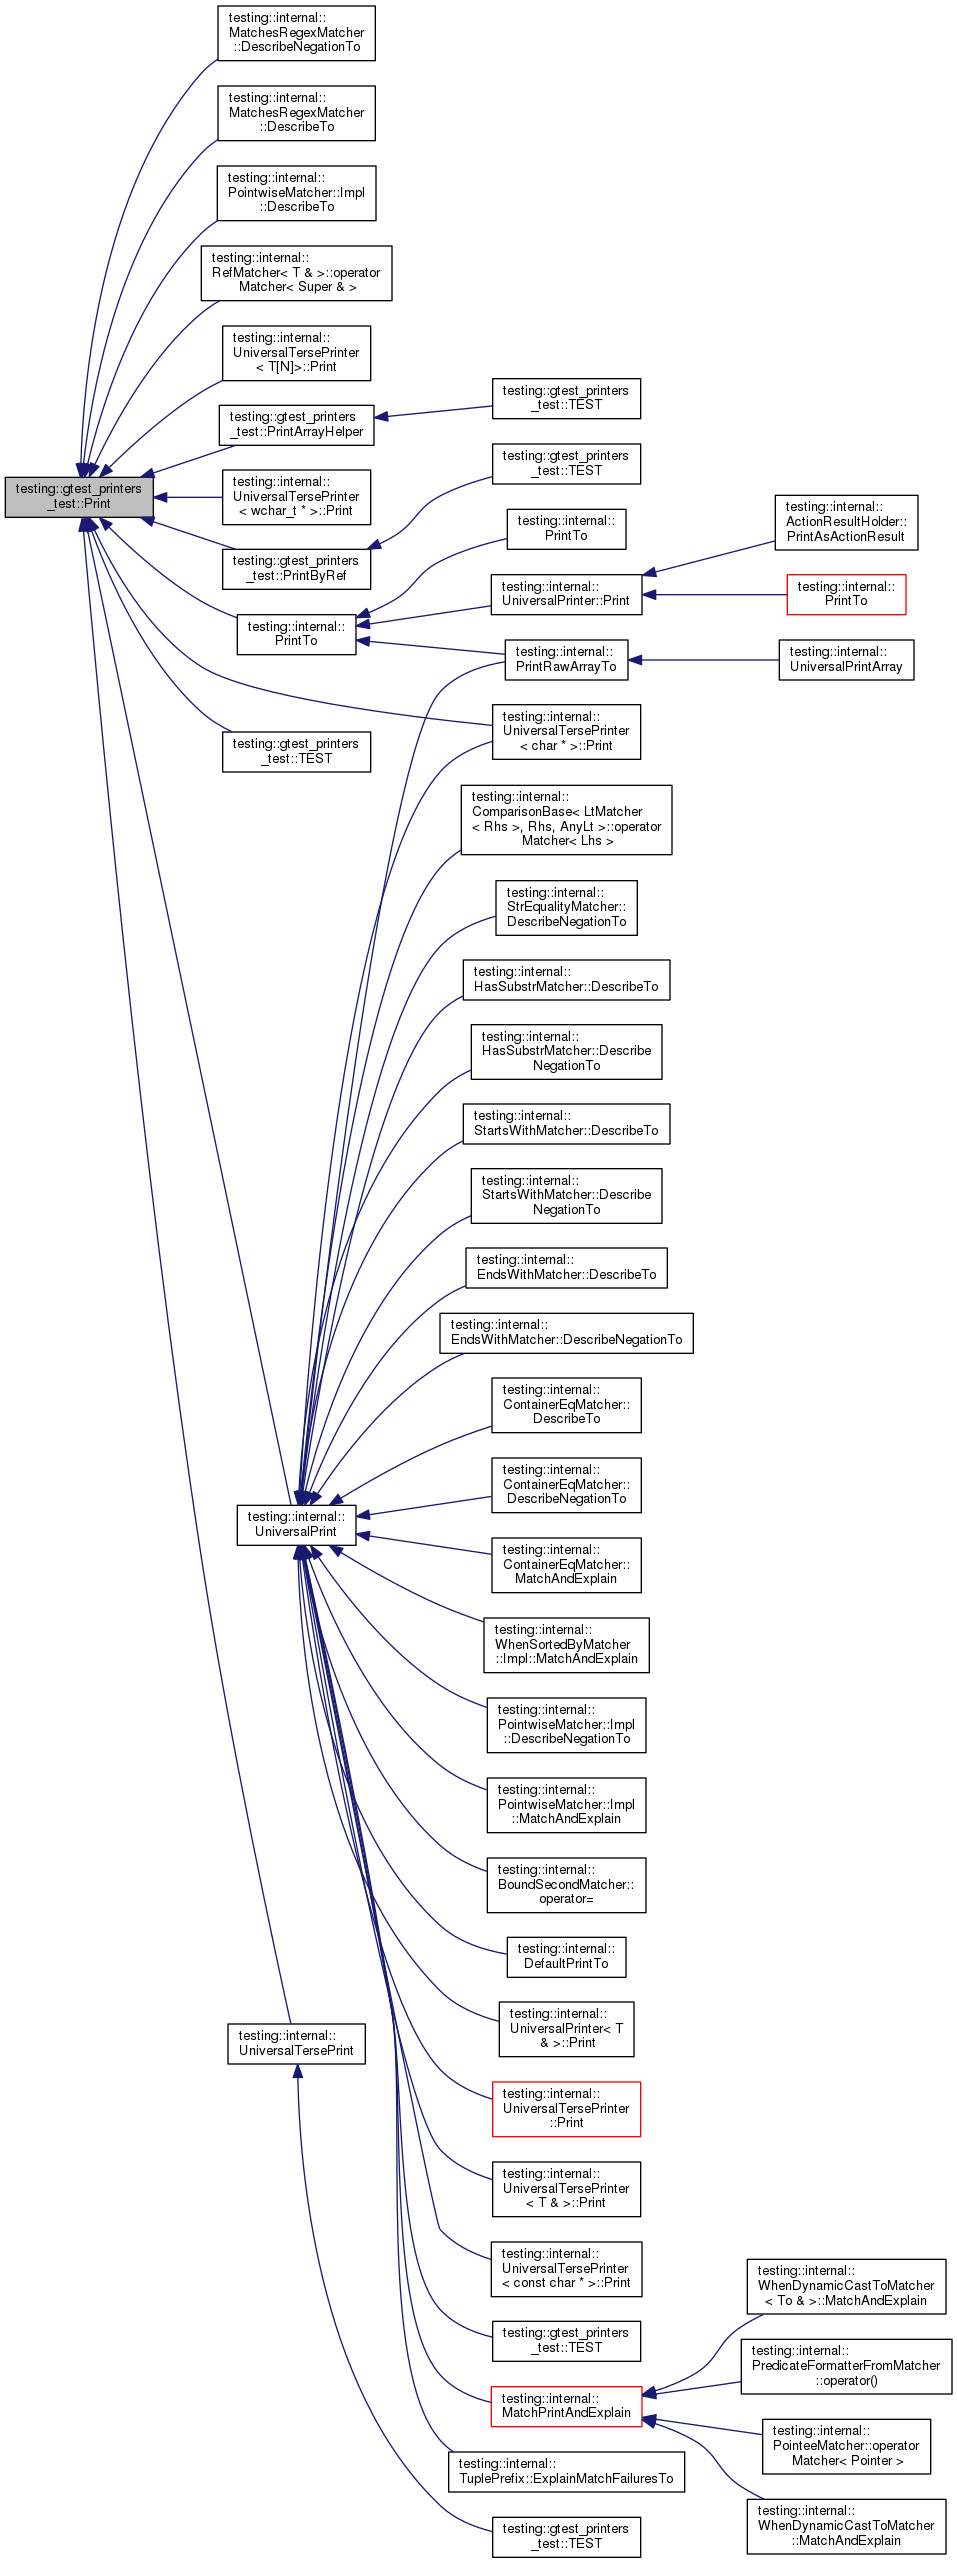 testing::internal::
MatchesRegexMatcher
::DescribeNegationTo
testing::internal::
MatchesRegexMatcher
::DescribeTo
testing::internal::
PointwiseMatcher::Impl
::DescribeTo
testing::internal::
RefMatcher< T & >::operator
Matcher< Super & >
testing::internal::
UniversalTersePrinter
< T[N]>::Print
testing::gtest_printers
_test::PrintArrayHelper
testing::gtest_printers
_test::TEST
testing::gtest_printers
_test::Print
testing::internal::
UniversalTersePrinter
< wchar_t * >::Print
testing::gtest_printers
_test::TEST
testing::gtest_printers
_test::PrintByRef
testing::internal::
PrintTo
testing::internal::
ActionResultHolder::
PrintAsActionResult
testing::internal::
UniversalPrinter::Print
testing::internal::
PrintTo
testing::internal::
PrintTo
testing::internal::
PrintRawArrayTo
testing::internal::
UniversalPrintArray
testing::gtest_printers
_test::TEST
testing::internal::
UniversalTersePrinter
< char * >::Print
testing::internal::
ComparisonBase< LtMatcher
< Rhs >, Rhs, AnyLt >::operator
Matcher< Lhs >
testing::internal::
StrEqualityMatcher::
DescribeNegationTo
testing::internal::
HasSubstrMatcher::DescribeTo
testing::internal::
HasSubstrMatcher::Describe
NegationTo
testing::internal::
StartsWithMatcher::DescribeTo
testing::internal::
StartsWithMatcher::Describe
NegationTo
testing::internal::
EndsWithMatcher::DescribeTo
testing::internal::
EndsWithMatcher::DescribeNegationTo
testing::internal::
ContainerEqMatcher::
DescribeTo
testing::internal::
ContainerEqMatcher::
DescribeNegationTo
testing::internal::
UniversalPrint
testing::internal::
ContainerEqMatcher::
MatchAndExplain
testing::internal::
WhenSortedByMatcher
::Impl::MatchAndExplain
testing::internal::
PointwiseMatcher::Impl
::DescribeNegationTo
testing::internal::
PointwiseMatcher::Impl
::MatchAndExplain
testing::internal::
BoundSecondMatcher::
operator=
testing::internal::
DefaultPrintTo
testing::internal::
UniversalPrinter< T
& >::Print
testing::internal::
UniversalTersePrint
testing::internal::
UniversalTersePrinter
::Print
testing::internal::
UniversalTersePrinter
< T & >::Print
testing::internal::
UniversalTersePrinter
< const char * >::Print
testing::gtest_printers
_test::TEST
testing::internal::
MatchPrintAndExplain
testing::internal::
WhenDynamicCastToMatcher
< To & >::MatchAndExplain
testing::internal::
PredicateFormatterFromMatcher
::operator()
testing::internal::
PointeeMatcher::operator
Matcher< Pointer >
testing::internal::
WhenDynamicCastToMatcher
::MatchAndExplain
testing::internal::
TuplePrefix::ExplainMatchFailuresTo
testing::gtest_printers
_test::TEST